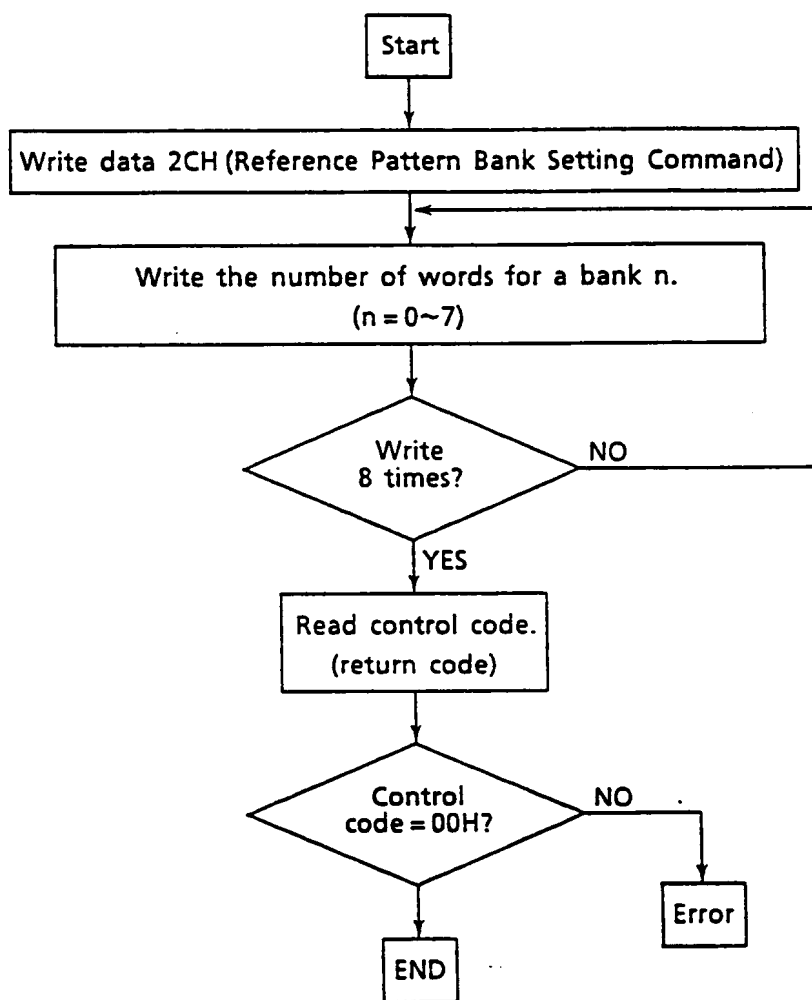 Start
Write data 2CH (Reference Pattern Bank Setting Command)
Write the number of words for a bank n.
(n = 0~7)
Write
8 times?
NO
YES
Read control code.
(return code)
Control
code = 00H?
NO
Error
END